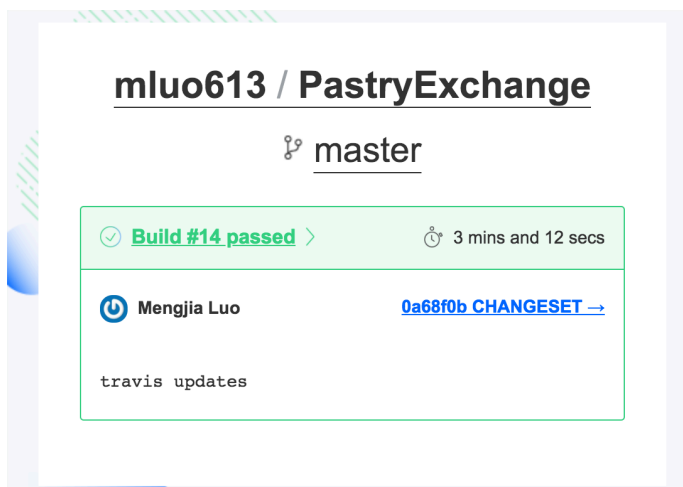 mluo613 / PastryExchange
master
Build #14 passed 3 mins and 12 secs
Mengjia Luo 0a68f0b CHANGESET →
travis updates